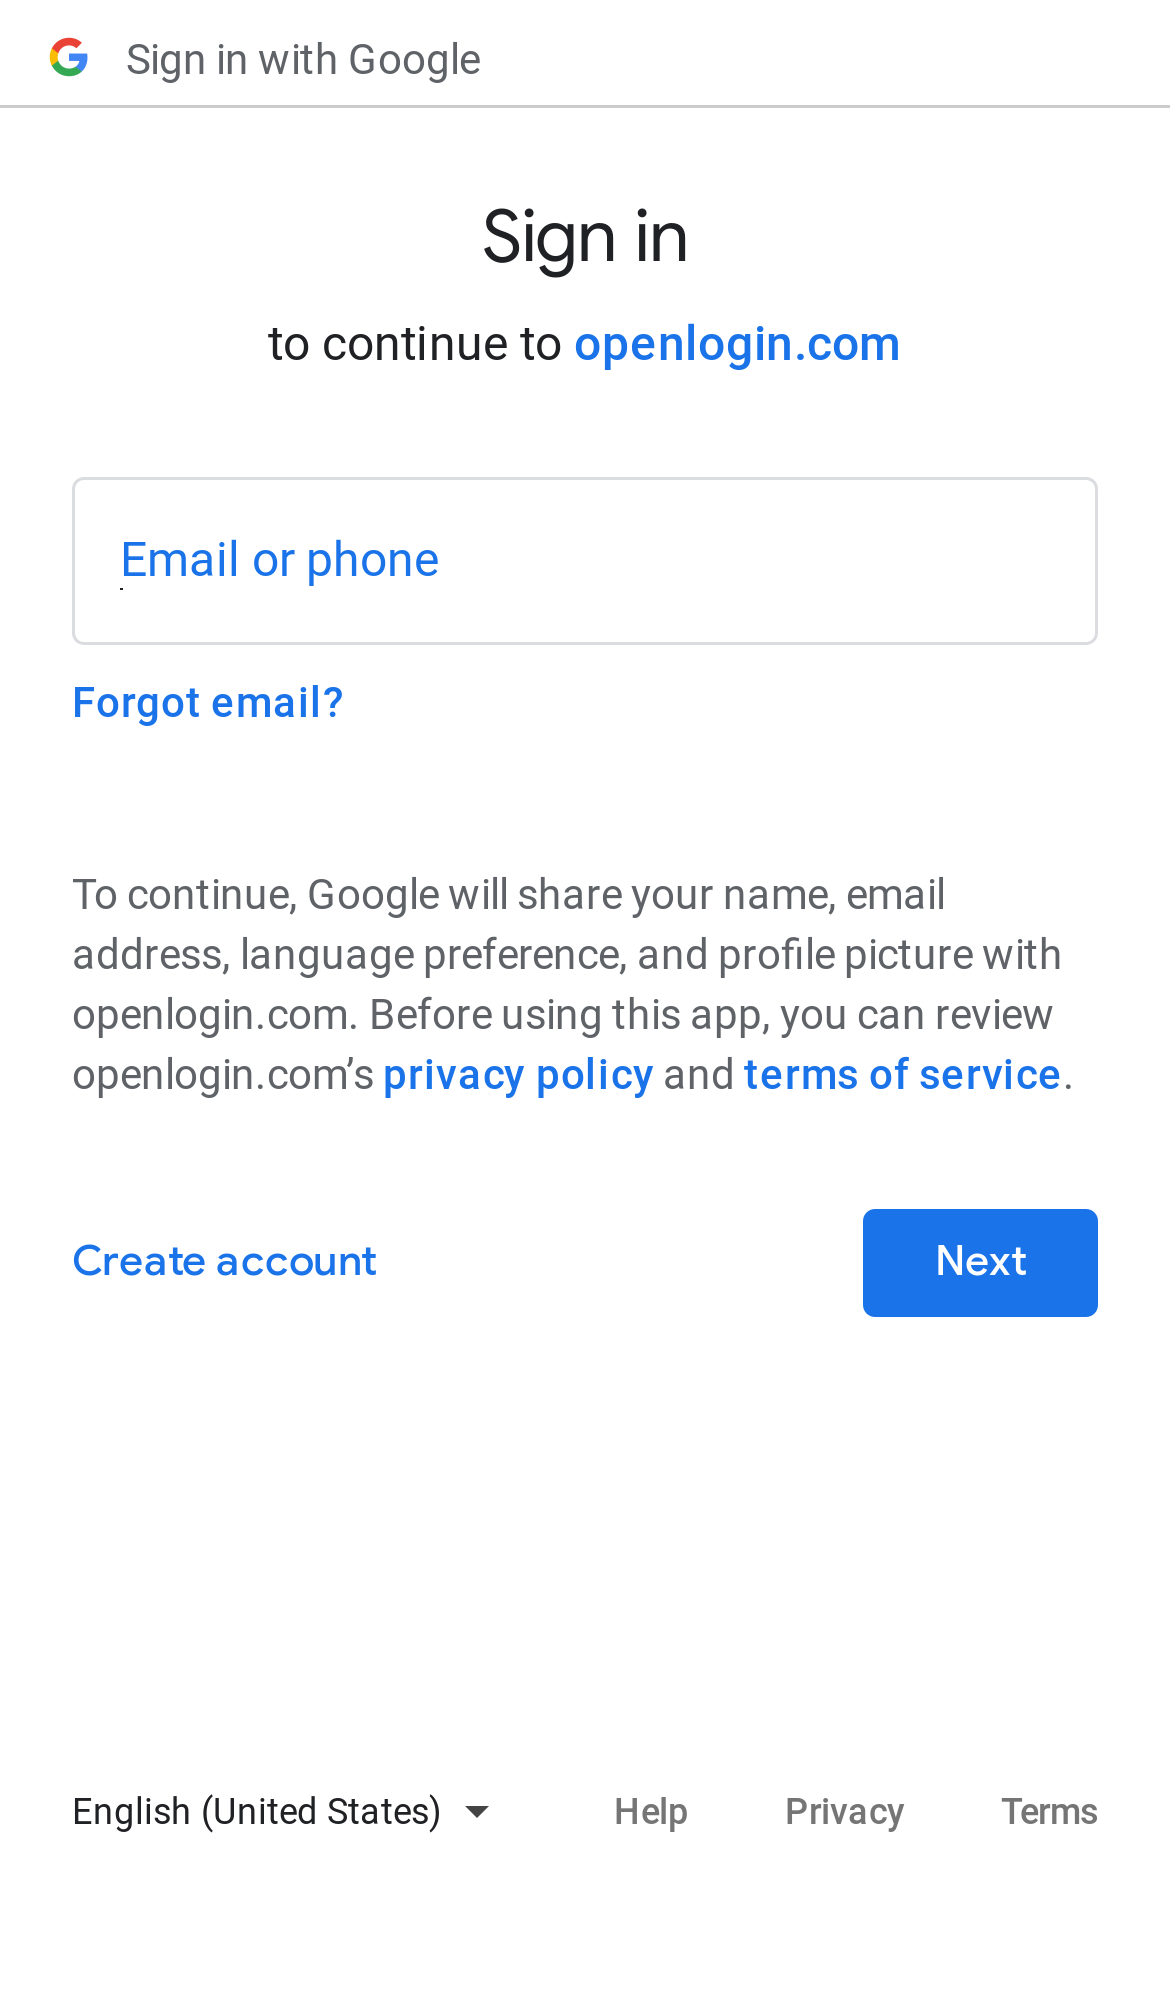 Sign in with Google
Sign in
to continue to openlogin.com
Email or phone
Forgot email?
To continue, Google will share your name, email
address, language preference, and profile picture with
openlogin.com. Before using this app, you can review
openlogin.com’s privacy policy and terms of service.
Create account
Next
English (United States)
Help
Privacy
Terms